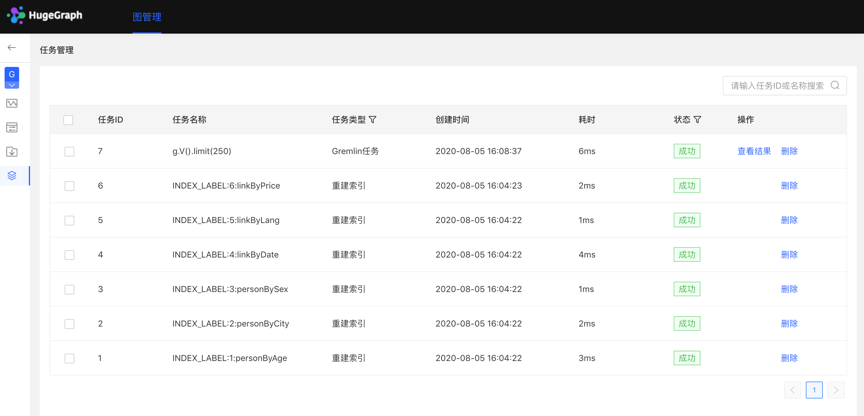 HugeGraph 图管理
任务管理
G
请输入任务ID或名称搜索
任务ID 任务名称 任务类型 创建时间 耗时 状态 操作
7 g.V().limit(250) Gremlin任务 2020-08-05 16:08:37 6ms 成功 查看结果 删除
6 INDEX_LABEL:6:linkByPrice 重建索引 2020-08-05 16:04:23 2ms 成功 删除
5 INDEX_LABEL:5:linkByLang 重建索引 2020-08-05 16:04:22 1ms 成功 删除
4 INDEX_LABEL:4:linkByDate 重建索引 2020-08-05 16:04:22 4ms 成功 删除
3 INDEX_LABEL:3:personBySex 重建索引 2020-08-05 16:04:22 1ms 成功 删除
2 INDEX_LABEL:2:personByCity 重建索引 2020-08-05 16:04:22 2ms 成功 删除
1 INDEX_LABEL:1:personByAge 重建索引 2020-08-05 16:04:22 3ms 成功 删除
1